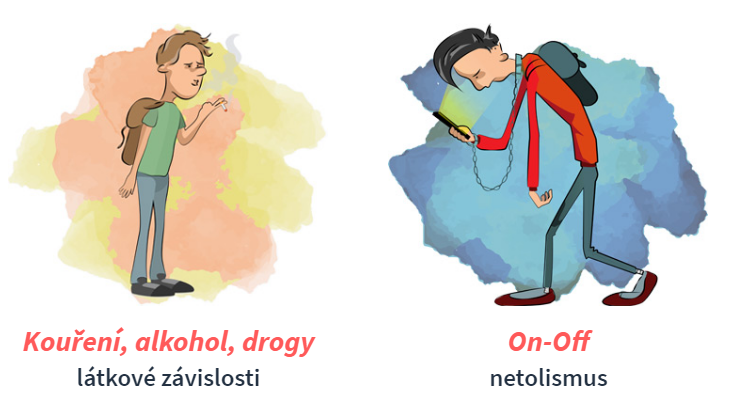 Kouření, alkohol, drogy
látkové závislosti
On-Off
netolismus